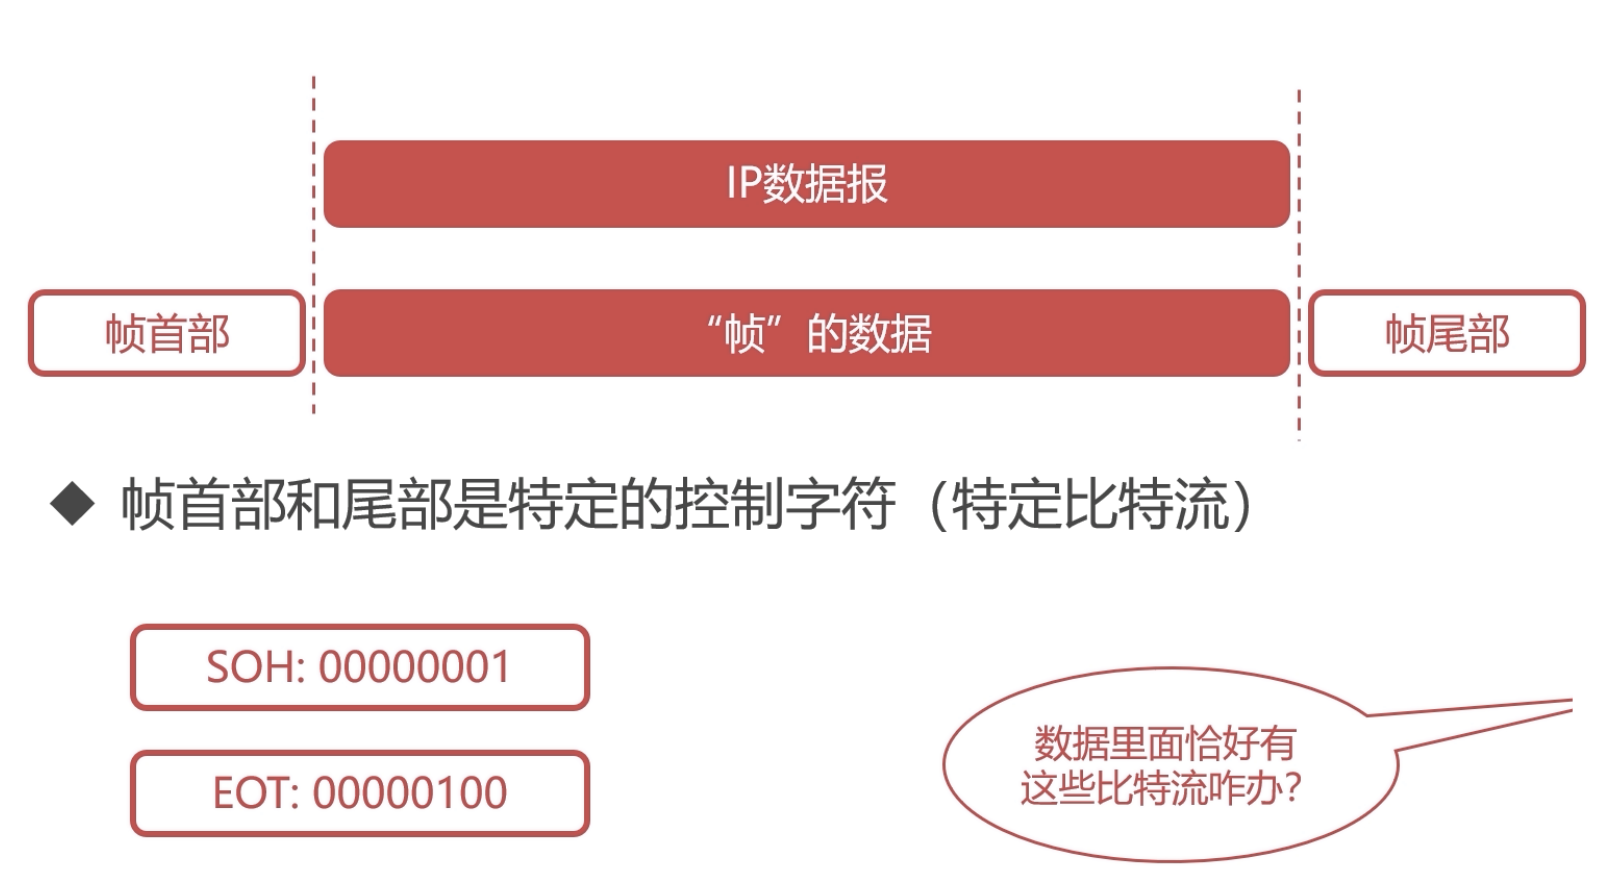 IP数据报
帧首部
“帧”的数据
帧尾部
帧首部和尾部是特定的控制字符（特定比特流）
SOH: 00000001
EOT: 00000100
数据里面恰好有
这些比特流咋办?